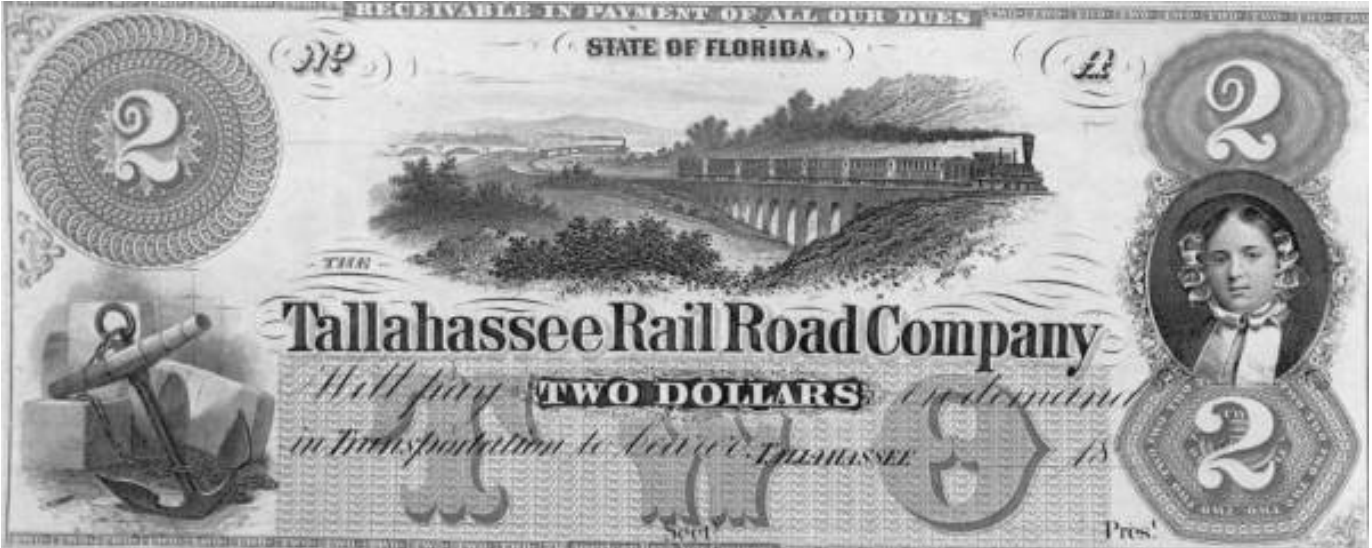 RECEIVABLE IN PAYMENT OF ALL OUR DUES
STATE OF FLORIDA.
No
A
2
2
THE
Tallahassee Rail Road Company
Will pay TWO DOLLARS on demand
in Transportation to bearer. TALLAHASSEE 18
TWO
2
Secy
Prest